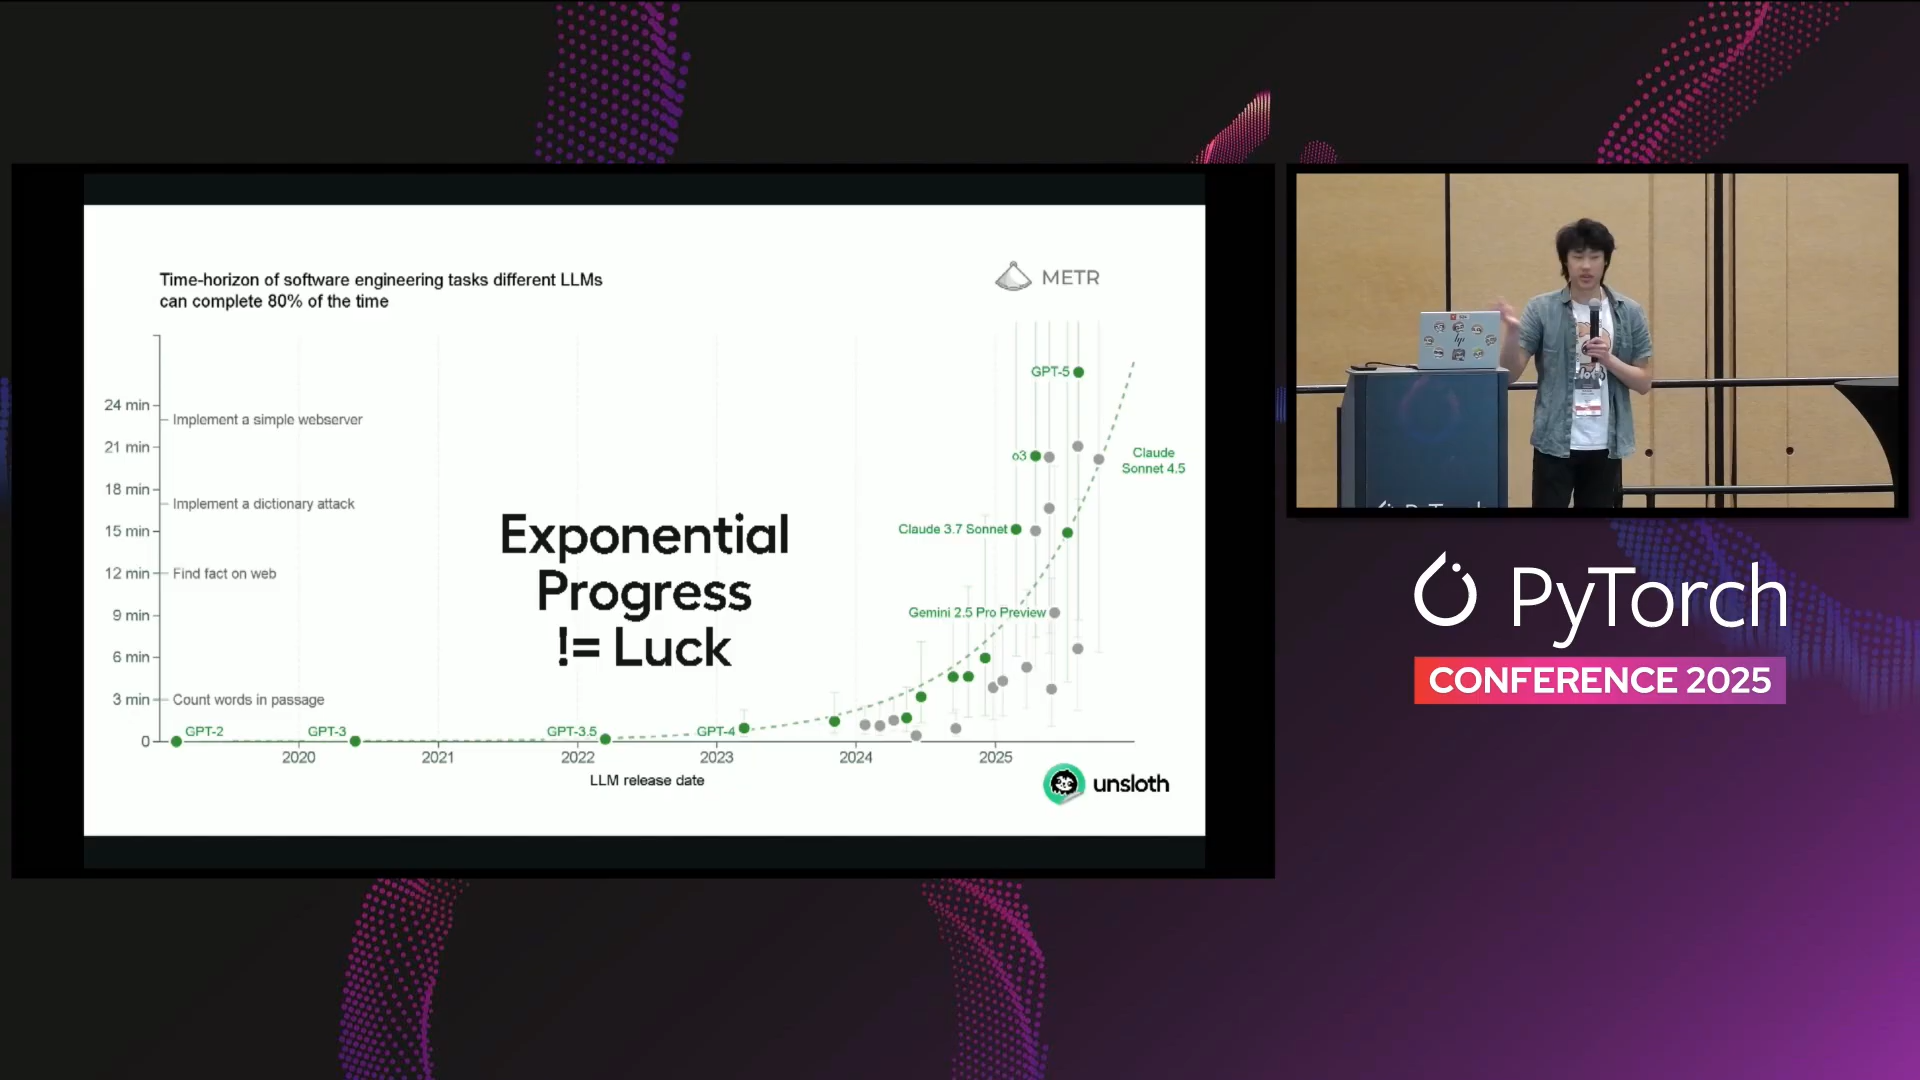 Time-horizon of software engineering tasks different LLMs
can complete 80% of the time
METR
24 min
Implement a simple webserver
21 min
18 min
Implement a dictionary attack
15 min
12 min
Find fact on web
9 min
6 min
3 min
Count words in passage
0
GPT-2
GPT-3
GPT-3.5
GPT-4
Claude 3.7 Sonnet
Gemini 2.5 Pro Preview
o3
GPT-5
Claude
Sonnet 4.5
Exponential
Progress
!= Luck
2020
2021
2022
2023
2024
2025
LLM release date
unsloth
PyTorch
CONFERENCE 2025